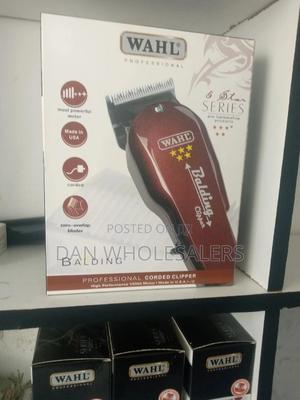 WAHL
PROFESSIONAL
5 Star
SERIES
most powerful
motor
Made in
USA
corded
zero-overlap
blades
WAHL
Balding
Clipper
POSTED ON
DAN WHOLESALERS
BALDING
PROFESSIONAL CORDED CLIPPER
WAHL
WAHL
WAHL